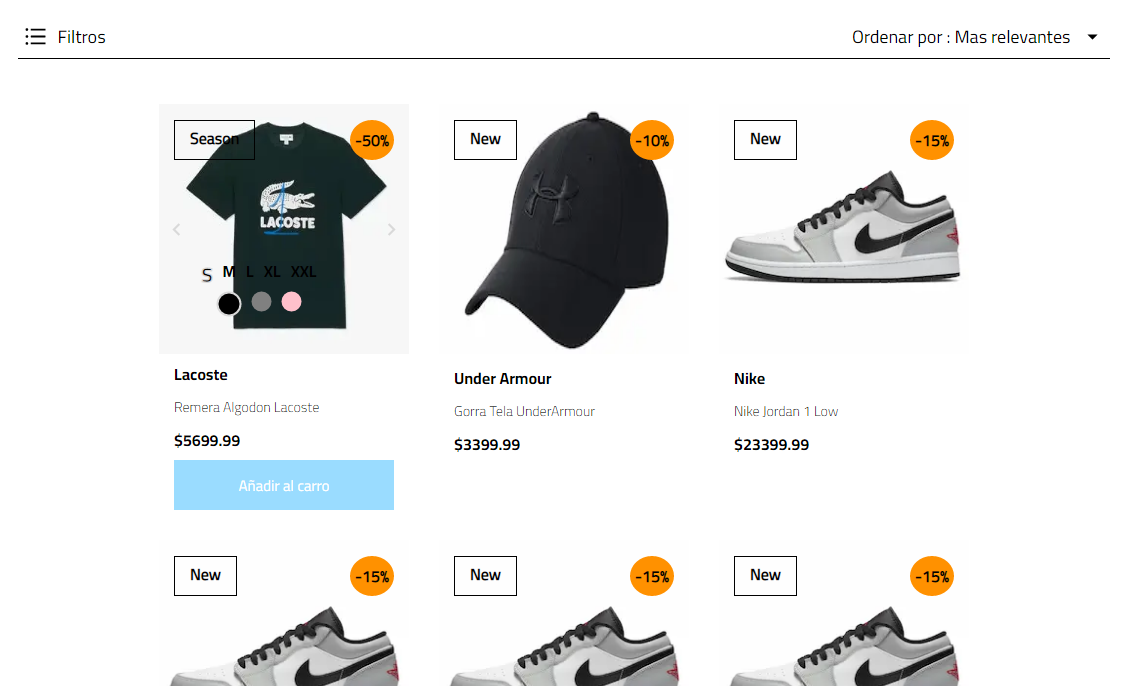 Filtros
Ordenar por : Mas relevantes
Season
-50%
LACOSTE
S M L XL XXL
Lacoste
Remera Algodon Lacoste
$5699.99
Añadir al carro
New
-10%
Under Armour
Gorra Tela UnderArmour
$3399.99
New
-15%
Nike
Nike Jordan 1 Low
$23399.99
New
-15%
New
-15%
New
-15%